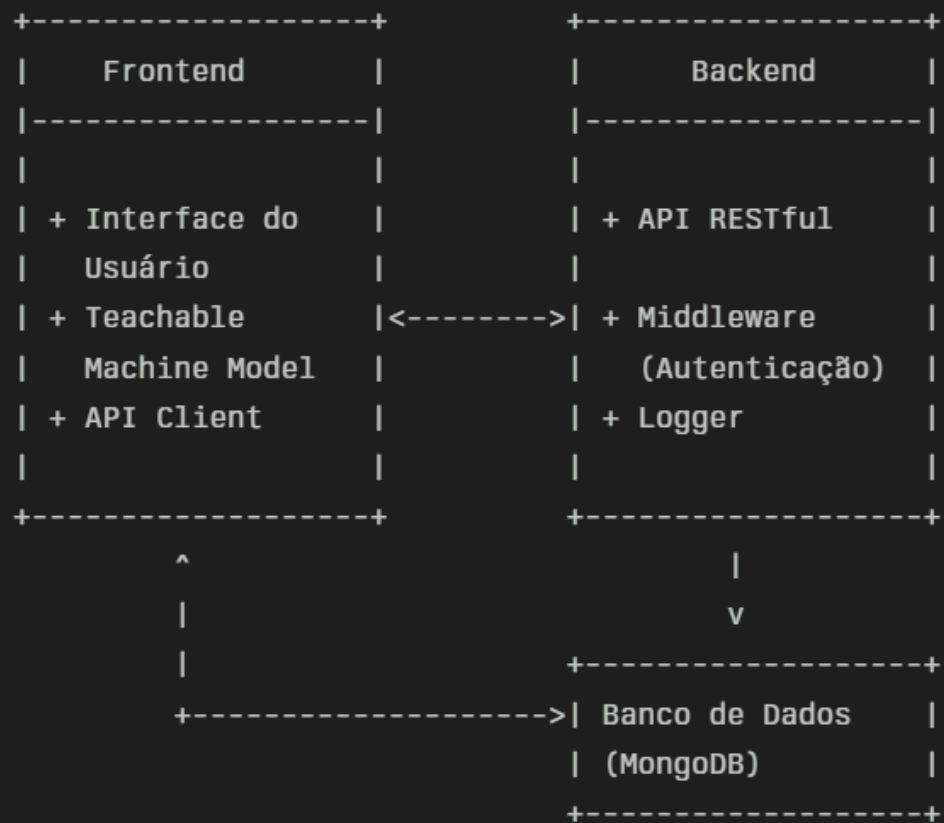 +-------------------+          +-------------------+
|    Frontend       |          |      Backend      |
|-------------------|          |-------------------|
|                   |          |                   |
| + Interface do    |          | + API RESTful     |
|   Usuário         |          |                   |
| + Teachable       |<-------->| + Middleware      |
|   Machine Model   |          |   (Autenticação)  |
| + API Client      |          | + Logger          |
|                   |          |                   |
+-------------------+          +-------------------+
         ^                              |
         |                              v
         |                     +-------------------+
         +-------------------->| Banco de Dados    |
                               | (MongoDB)         |
                               +-------------------+